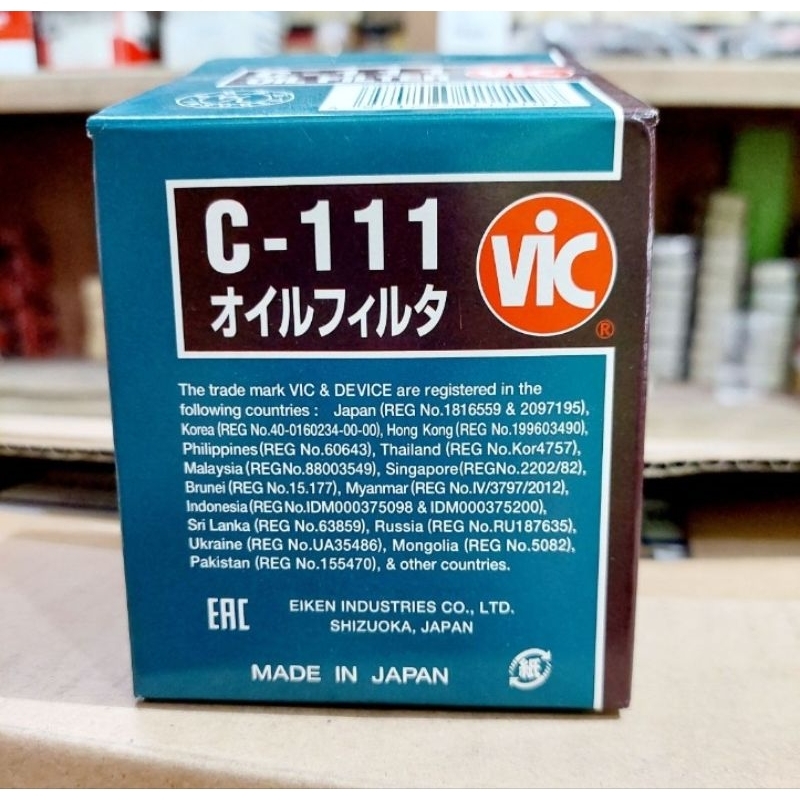 ViC
C-111
オイルフィルタ
ViC
®
The trade mark VIC & DEVICE are registered in the
following countries : Japan (REG No.1816559 & 2097195),
Korea (REG No.40-0160234-00-00), Hong Kong (REG No.199603490),
Philippines (REG No.60643), Thailand (REG No.Kor4757),
Malaysia (REGNo.88003549), Singapore(REGNo.2202/82),
Brunei (REG No.15.177), Myanmar (REG No.IV/3797/2012),
Indonesia (REGNo.IDM000375098 & IDM000375200),
Sri Lanka (REG No.63859), Russia (REG No.RU187635),
Ukraine (REG No.UA35486), Mongolia (REG No.5082),
Pakistan (REG No.155470), & other countries.
EAC
EIKEN INDUSTRIES CO., LTD.
SHIZUOKA, JAPAN
MADE IN JAPAN
紙